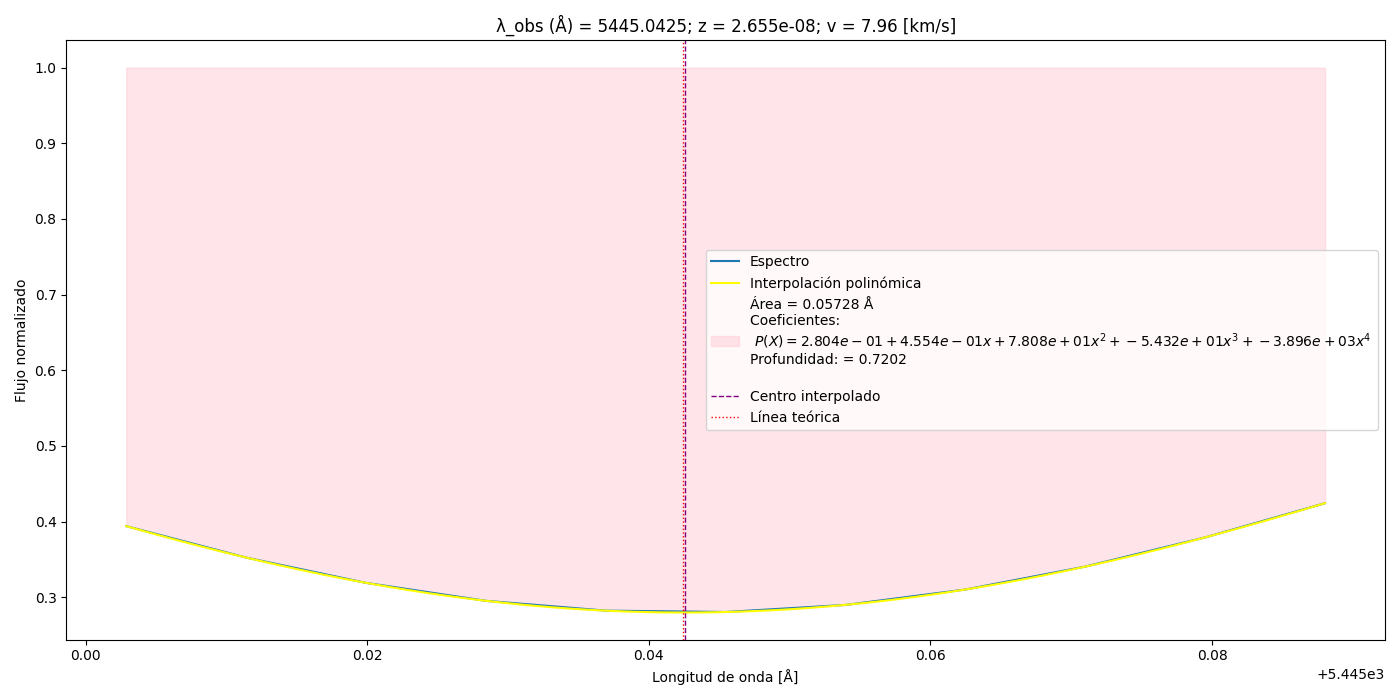 λ_obs (Å) = 5445.0425; z = 2.655e-08; v = 7.96 [km/s]
Flujo normalizado
1.0
0.9
0.8
0.7
0.6
0.5
0.4
0.3
Espectro
Interpolación polinómica
Área = 0.05728 Å
Coeficientes:
P(X) = 2.804e − 01 + 4.554e − 01x + 7.808e + 01x² + −5.432e + 01x³ + −3.896e + 03x⁴
Profundidad: = 0.7202
Centro interpolado
Línea teórica
0.00 0.02 0.04 0.06 0.08
+5.445e3
Longitud de onda [Å]